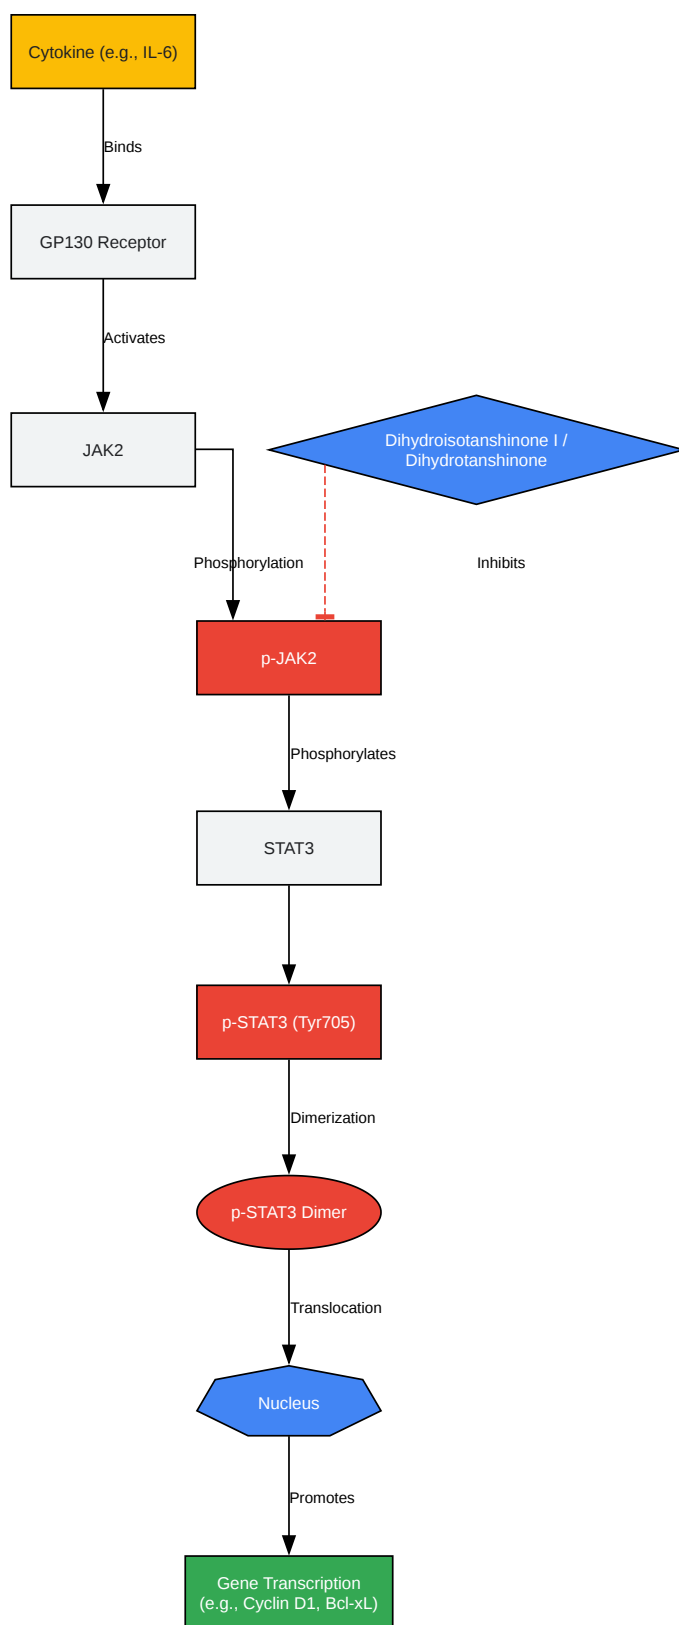 Cytokine (e.g., IL-6)
Binds
GP130 Receptor
Activates
JAK2
Dihydroisotanshinone I /
Dihydrotanshinone
Phosphorylation
Inhibits
p-JAK2
Phosphorylates
STAT3
p-STAT3 (Tyr705)
Dimerization
p-STAT3 Dimer
Translocation
Nucleus
Promotes
Gene Transcription
(e.g., Cyclin D1, Bcl-xL)